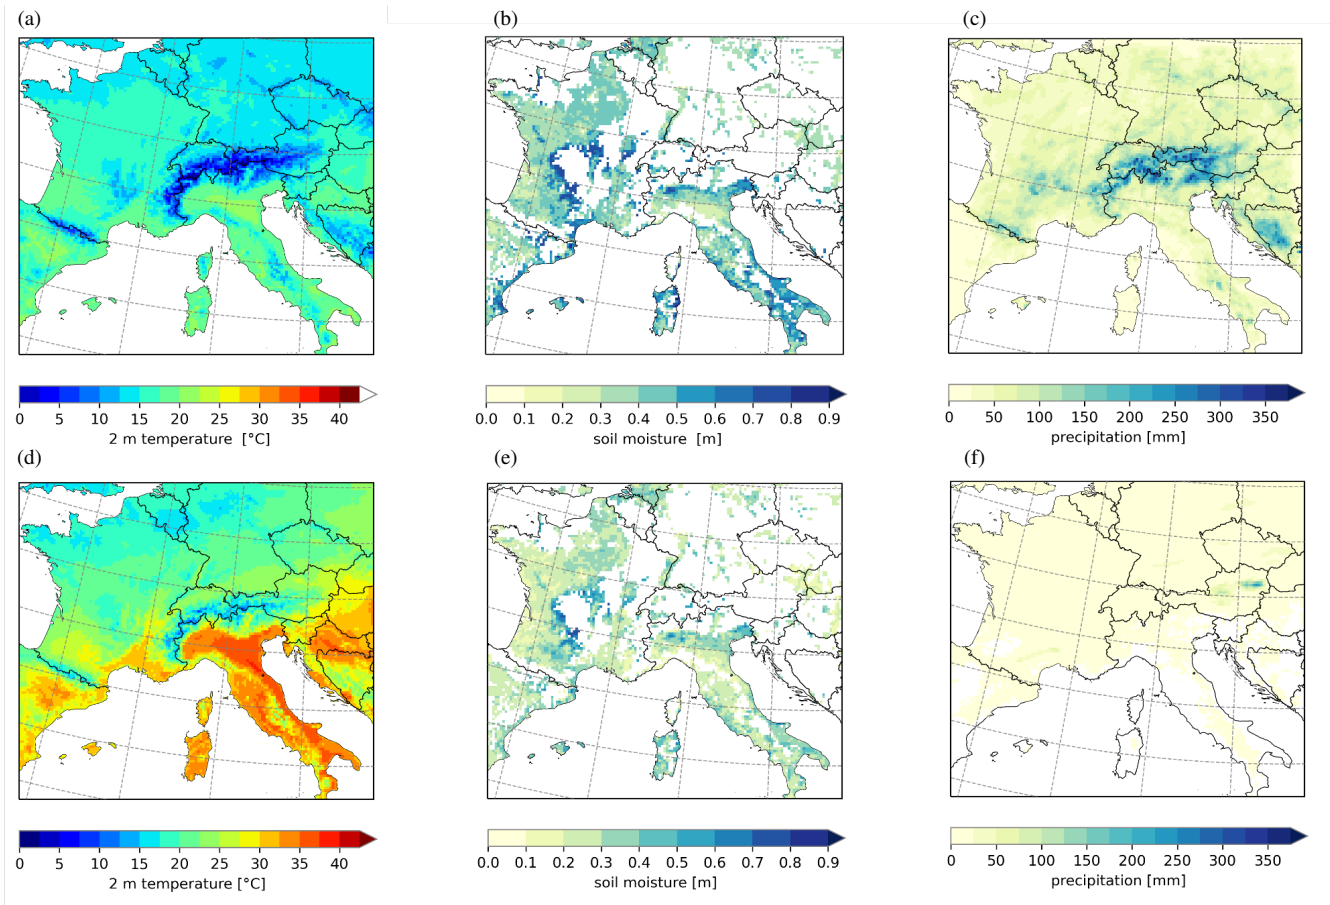 (a) (b) (c)
0 5 10 15 20 25 30 35 40
2 m temperature [°C]
0.0 0.1 0.2 0.3 0.4 0.5 0.6 0.7 0.8 0.9
soil moisture [m]
0 50 100 150 200 250 300 350
precipitation [mm]
(d) (e) (f)
0 5 10 15 20 25 30 35 40
2 m temperature [°C]
0.0 0.1 0.2 0.3 0.4 0.5 0.6 0.7 0.8 0.9
soil moisture [m]
0 50 100 150 200 250 300 350
precipitation [mm]